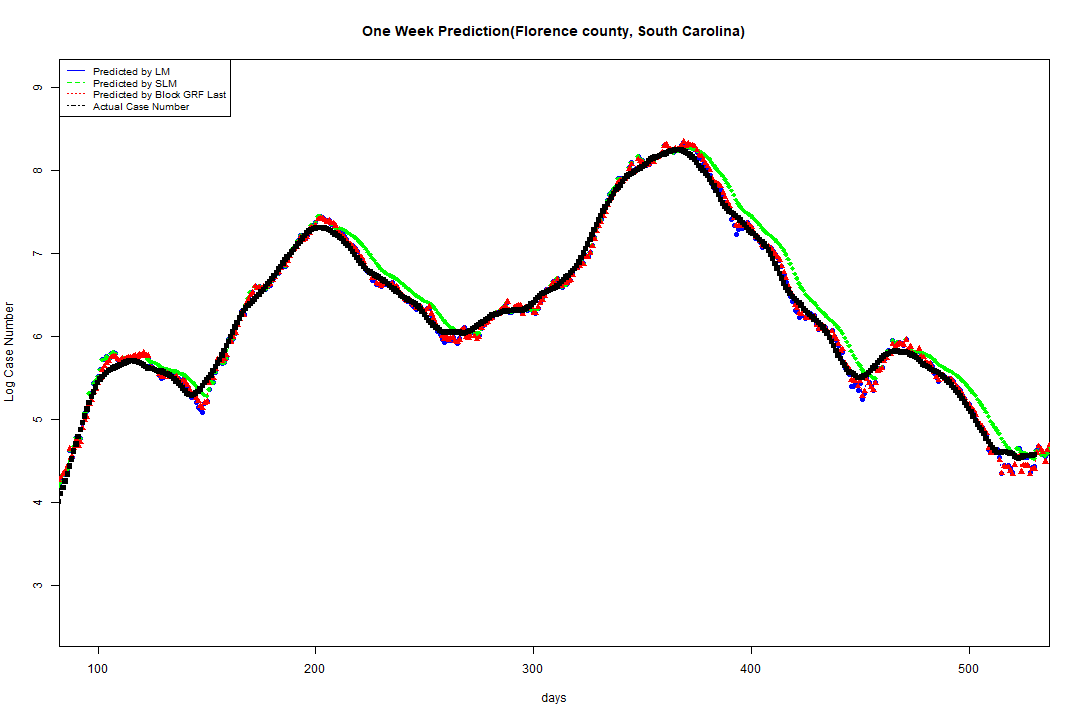 One Week Prediction(Florence county, South Carolina)
Predicted by LM
Predicted by SLM
Predicted by Block GRF Last
Actual Case Number
9
8
7
6
5
4
3
Log Case Number
100 200 300 400 500
days